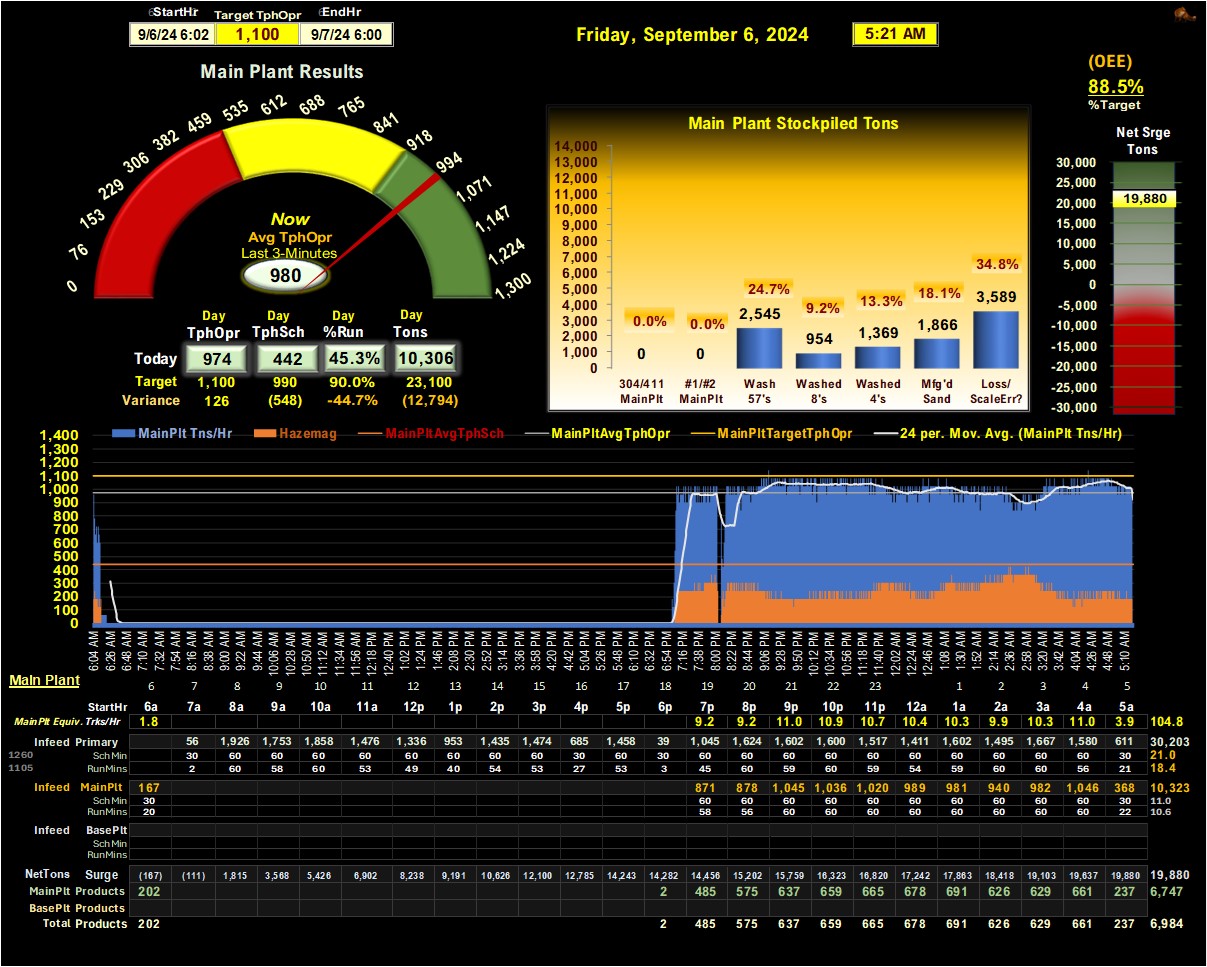 StartHr Target TphOpr EndHr
9/6/24 6:02 1,100 9/7/24 6:00
Friday, September 6, 2024 5:21 AM
(OEE)
88.5%
%Target
Main Plant Results
0 76 153 229 306 382 459 535 612 688 765 841 918 994 1,071 1,147 1,224 1,300
Now
Avg TphOpr
Last 3-Minutes
980
Day Day Day Day
TphOpr TphSch %Run Tons
Today 974 442 45.3% 10,306
Target 1,100 990 90.0% 23,100
Variance 126 (548) -44.7% (12,794)
Main Plant Stockpiled Tons
14,000
13,000
12,000
11,000
10,000
9,000
8,000
7,000
6,000
5,000
4,000
3,000
2,000
1,000
0
0.0% 0.0% 24.7% 9.2% 13.3% 18.1% 34.8%
0 0 2,545 954 1,369 1,866 3,589
304/411 #1/#2 Wash Washed Washed Mfg'd Loss/
MainPlt MainPlt 57's 8's 4's Sand ScaleErr?
Net Srge
Tons
30,000
25,000
20,000
15,000
10,000
5,000
0
-5,000
-10,000
-15,000
-20,000
-25,000
-30,000
19,880
MainPlt Tns/Hr Hazemag MainPltAvgTphSch MainPltAvgTphOpr MainPltTargetTphOpr 24 per. Mov. Avg. (MainPlt Tns/Hr)
1,400
1,300
1,200
1,100
1,000
900
800
700
600
500
400
300
200
100
0
6:04 AM 6:26 AM 6:48 AM 7:10 AM 7:32 AM 7:54 AM 8:16 AM 8:38 AM 9:00 AM 9:22 AM 9:44 AM 10:06 AM 10:28 AM 10:50 AM 11:12 AM 11:34 AM 11:56 AM 12:18 PM 12:40 PM 1:02 PM 1:24 PM 1:46 PM 2:08 PM 2:30 PM 2:52 PM 3:14 PM 3:36 PM 3:58 PM 4:20 PM 4:42 PM 5:04 PM 5:26 PM 5:48 PM 6:10 PM 6:32 PM 6:54 PM 7:16 PM 7:38 PM 6:00 PM 8:22 PM 8:44 PM 9:06 PM 9:28 PM 9:50 PM 10:12 PM 10:34 PM 10:56 PM 11:18 PM 11:40 PM 12:02 AM 12:24 AM 12:46 AM 1:08 AM 1:30 AM 1:52 AM 2:14 AM 2:36 AM 2:58 AM 3:20 AM 3:42 AM 4:04 AM 4:26 AM 4:48 AM 5:10 AM
Main Plant
6 7 8 9 10 11 12 13 14 15 16 17 18 19 20 21 22 23 1 2 3 4 5
StartHr 6a 7a 8a 9a 10a 11a 12p 1p 2p 3p 4p 5p 6p 7p 8p 9p 10p 11p 12a 1a 2a 3a 4a 5a
MainPlt Equiv. Trks/Hr 1.8 9.2 9.2 11.0 10.9 10.7 10.4 10.3 9.9 10.3 11.0 3.9 104.8
Infeed Primary 56 1,926 1,753 1,858 1,476 1,336 953 1,435 1,474 685 1,458 39 1,045 1,624 1,602 1,600 1,517 1,411 1,602 1,495 1,667 1,580 611 30,203
1260 Sch Min 30 60 60 60 60 60 60 60 60 30 60 30 60 60 60 60 60 60 60 60 60 60 30 21.0
1105 RunMins 2 60 58 60 53 49 40 54 53 27 53 3 45 60 59 60 59 54 59 60 60 56 21 18.4
Infeed MainPlt 167 871 878 1,045 1,036 1,020 989 981 940 982 1,046 368 10,323
Sch Min 30 60 60 60 60 60 60 60 60 60 60 30 11.0
RunMins 20 58 56 60 60 60 60 60 60 60 60 22 10.6
Infeed BasePlt
Sch Min
RunMins
NetTons Surge (167) (111) 1,815 3,568 5,426 6,902 8,238 9,191 10,626 12,100 12,785 14,243 14,282 14,456 15,202 15,759 16,323 16,820 17,242 17,863 18,418 19,103 19,637 19,880 19,880
MainPlt Products 202 2 485 575 637 659 665 678 691 626 629 661 237 6,747
BasePlt Products
Total Products 202 2 485 575 637 659 665 678 691 626 629 661 237 6,984